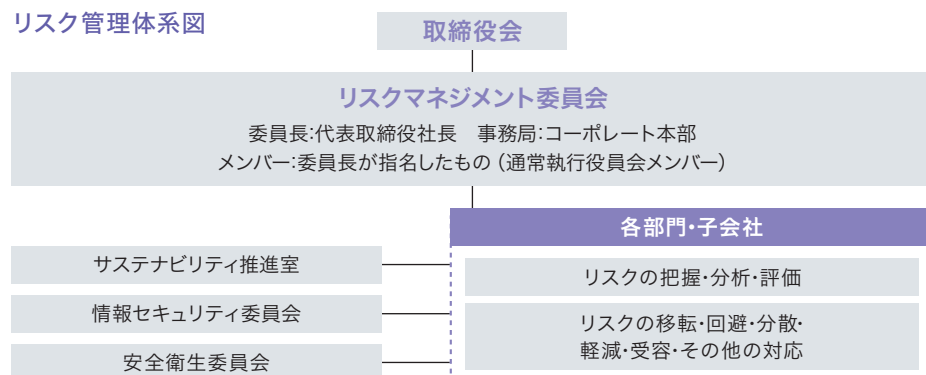 リスク管理体系図
取締役会
リスクマネジメント委員会
委員長:代表取締役社長　事務局:コーポレート本部
メンバー:委員長が指名したもの（通常執行役員会メンバー）
各部門・子会社
サステナビリティ推進室
情報セキュリティ委員会
安全衛生委員会
リスクの把握・分析・評価
リスクの移転・回避・分散・
軽減・受容・その他の対応